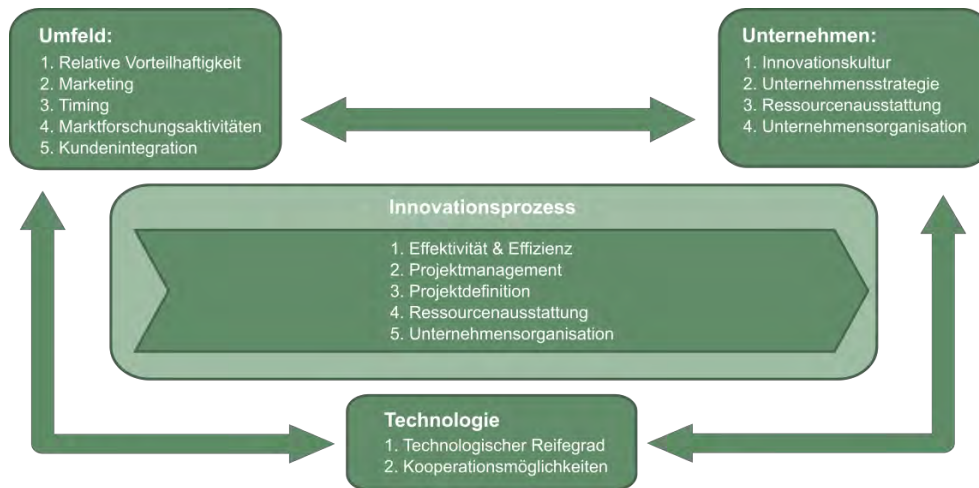 Umfeld:
1. Relative Vorteilhaftigkeit
2. Marketing
3. Timing
4. Marktforschungsaktivitäten
5. Kundenintegration
Unternehmen:
1. Innovationskultur
2. Unternehmensstrategie
3. Ressourcenausstattung
4. Unternehmensorganisation
Innovationsprozess
1. Effektivität & Effizienz
2. Projektmanagement
3. Projektdefinition
4. Ressourcenausstattung
5. Unternehmensorganisation
Technologie
1. Technologischer Reifegrad
2. Kooperationsmöglichkeiten